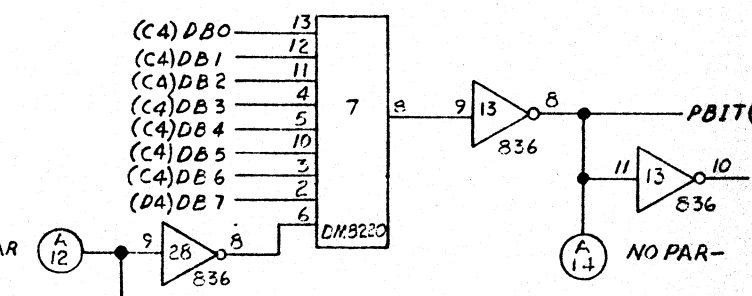 (C4)DB0 13
(C4)DB1 12
(C4)DB2 11
(C4)DB3 4
(C4)DB4 5
(C4)DB5 10
(C4)DB6 3
(D4)DB7 2
6
7
8
DM8220
9 13 8
836
PBIT(
11 13 10
836
A
14
NO PAR-
AR
A
12
9 28 8
836